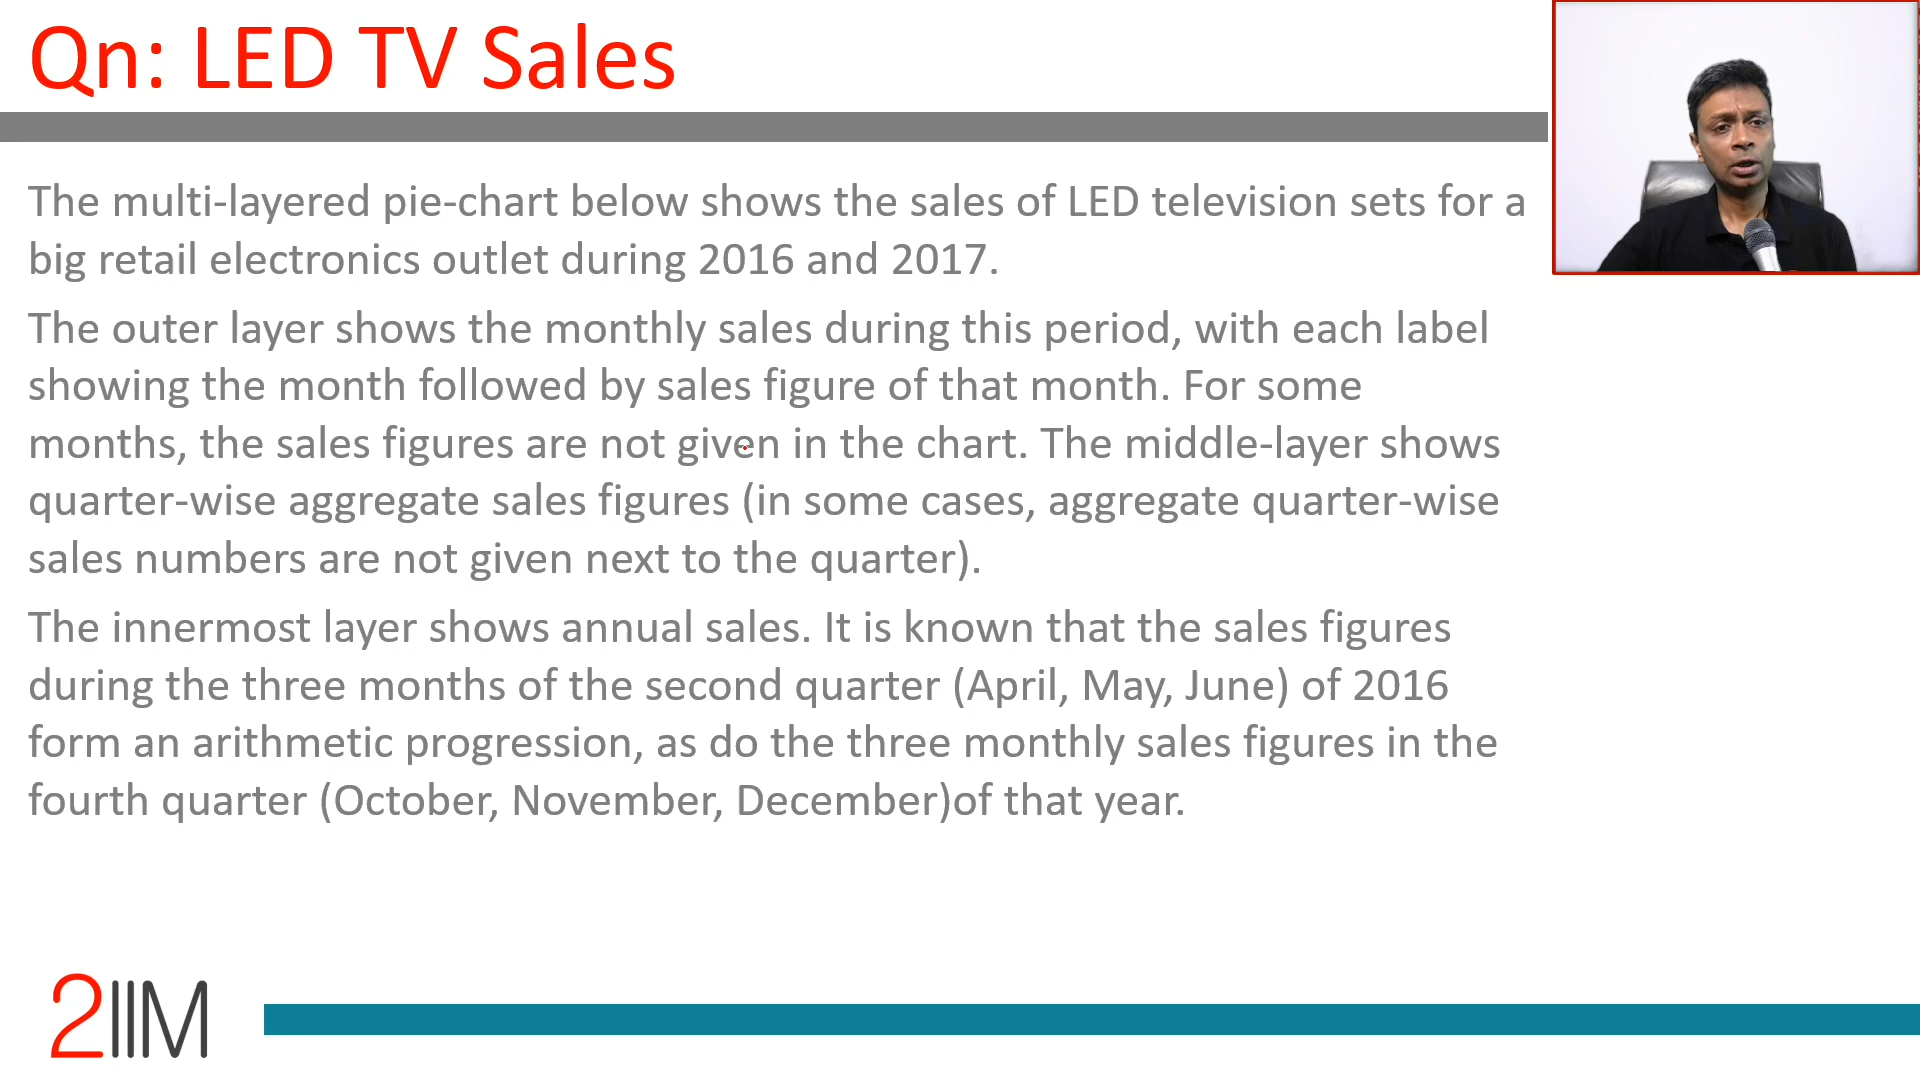 Qn: LED TV Sales
The multi-layered pie-chart below shows the sales of LED television sets for a
big retail electronics outlet during 2016 and 2017.
The outer layer shows the monthly sales during this period, with each label
showing the month followed by sales figure of that month. For some
months, the sales figures are not given in the chart. The middle-layer shows
quarter-wise aggregate sales figures (in some cases, aggregate quarter-wise
sales numbers are not given next to the quarter).
The innermost layer shows annual sales. It is known that the sales figures
during the three months of the second quarter (April, May, June) of 2016
form an arithmetic progression, as do the three monthly sales figures in the
fourth quarter (October, November, December)of that year.
2IIM